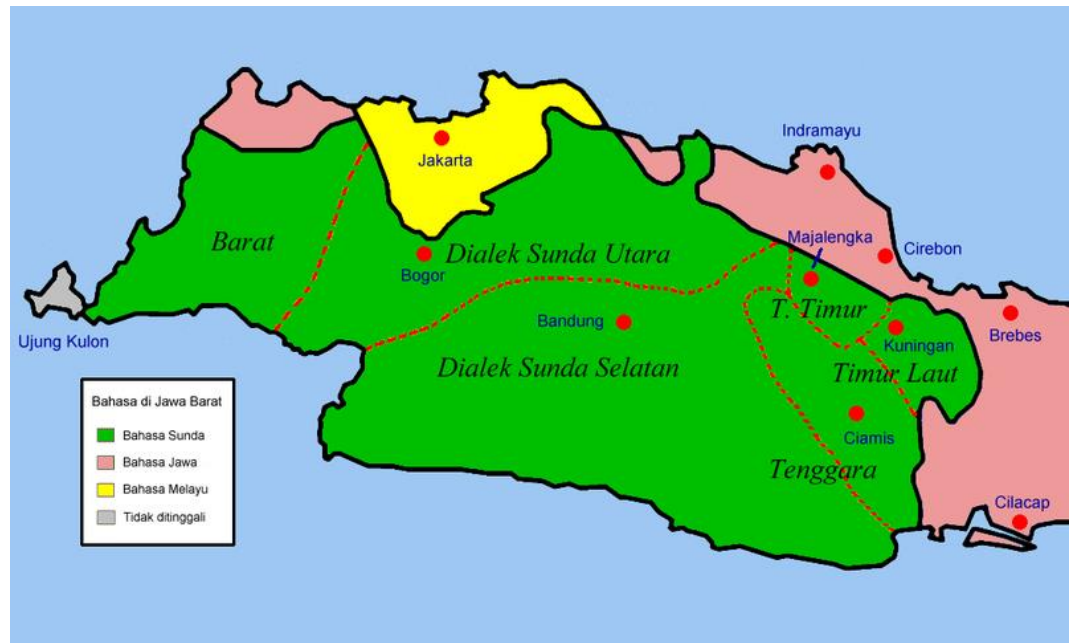 Indramayu
Jakarta
Majalengka
Cirebon
Barat
Dialek Sunda Utara
Bogor
T. Timur
Brebes
Ujung Kulon
Bandung
Kuningan
Dialek Sunda Selatan
Timur Laut
Ciamis
Tenggara
Cilacap
Bahasa di Jawa Barat
Bahasa Sunda
Bahasa Jawa
Bahasa Melayu
Tidak ditinggali